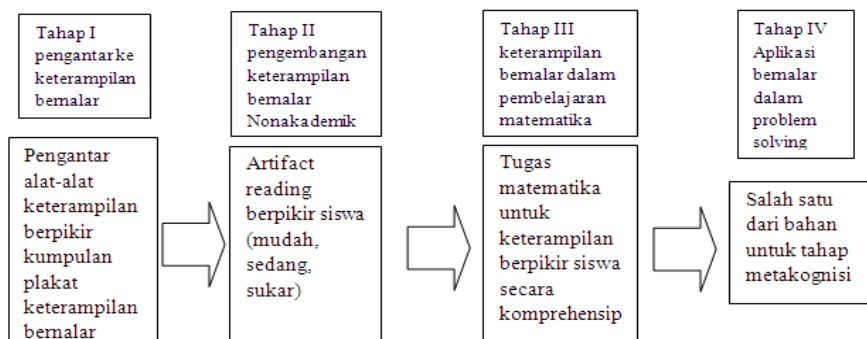 Tahap I
pengantar ke
keterampilan
bernalar
Tahap II
pengembangan
keterampilan
bernalar
Nonakademik
Tahap III
keterampilan
bernalar dalam
pembelajaran
matematika
Tahap IV
Aplikasi
bernalar
dalam
problem
solving
Pengantar
alat-alat
keterampilan
berpikir
kumpulan
plakat
keterampilan
bernalar
Artifact
reading
berpikir siswa
(mudah,
sedang,
sukar)
Tugas
matematika
untuk
keterampilan
berpikir siswa
secara
komprehensip
Salah satu
dari bahan
untuk tahap
metakognisi